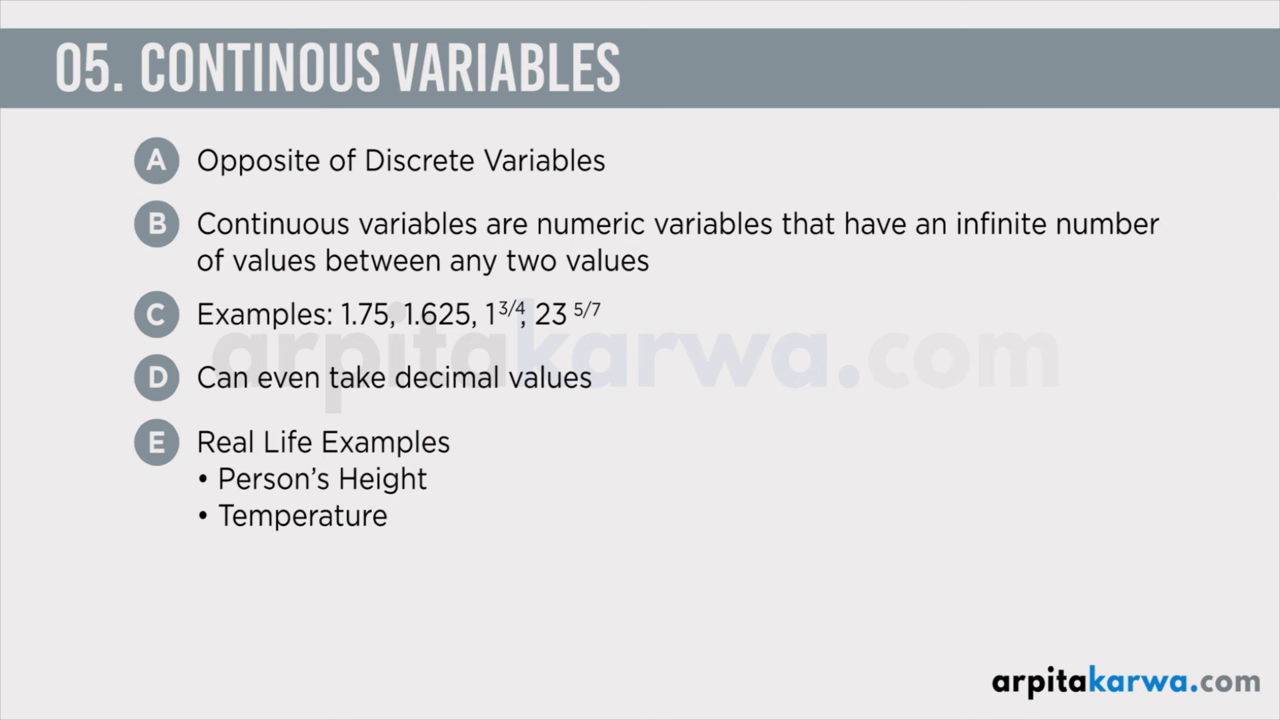 05. CONTINOUS VARIABLES
A Opposite of Discrete Variables
B Continuous variables are numeric variables that have an infinite number
of values between any two values
C Examples: 1.75, 1.625, 1 3/4, 23 5/7
D Can even take decimal values
E Real Life Examples
• Person’s Height
• Temperature
arpitakarwa.com
arpitakarwa.com